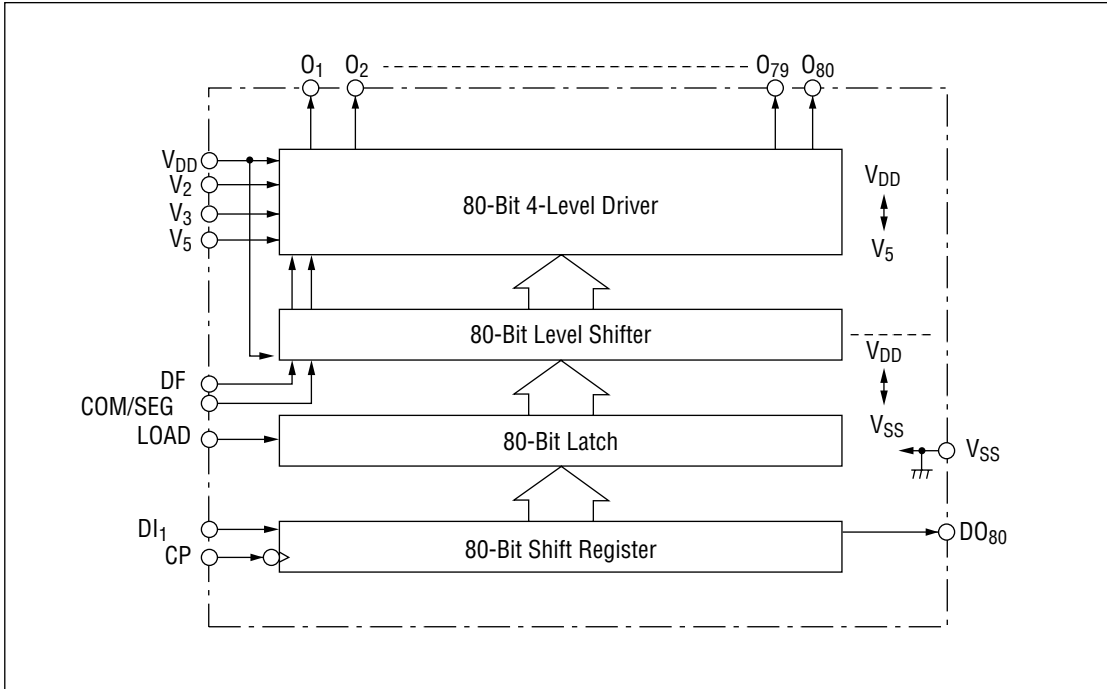 O1 O2 O79 O80
VDD
V2
V3
V5
80-Bit 4-Level Driver
VDD
V5
80-Bit Level Shifter
VDD
VSS
DF
COM/SEG
LOAD
80-Bit Latch
VSS
DI1
CP
80-Bit Shift Register
DO80